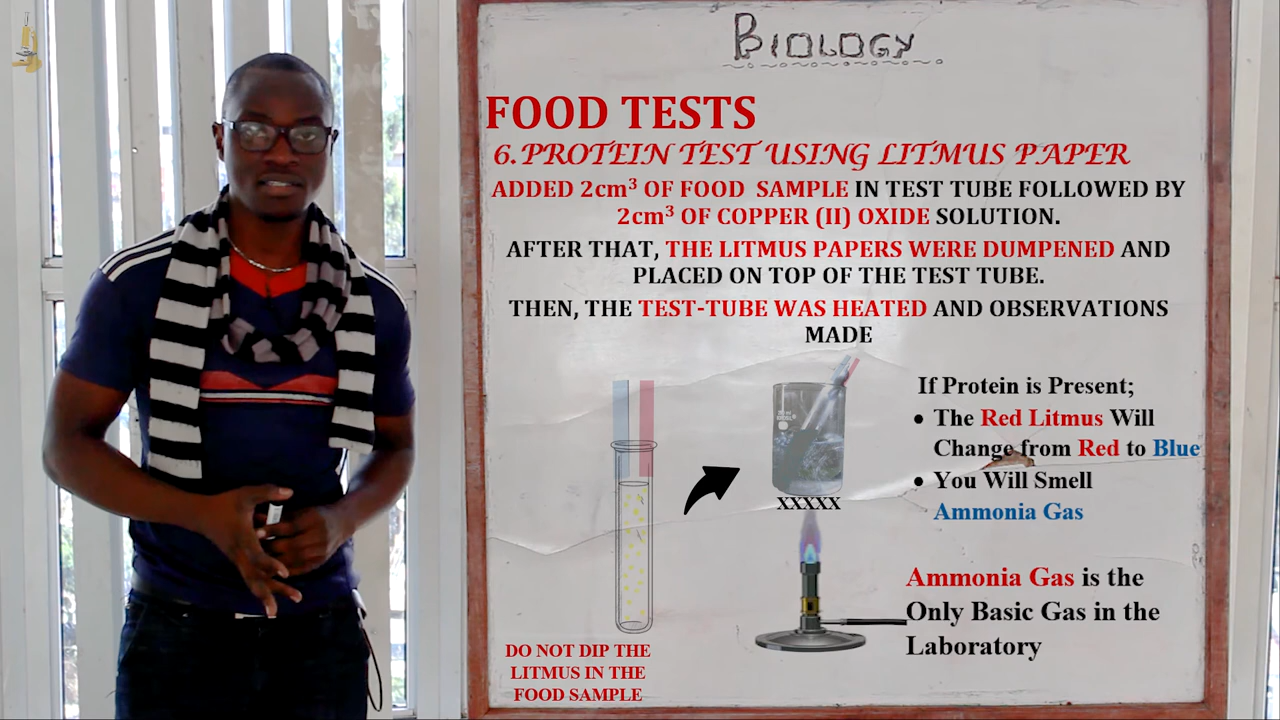 BIOLOGY
FOOD TESTS
6. PROTEIN TEST USING LITMUS PAPER
ADDED 2cm³ OF FOOD SAMPLE IN TEST TUBE FOLLOWED BY
2cm³ OF COPPER (II) OXIDE SOLUTION.
AFTER THAT, THE LITMUS PAPERS WERE DUMPENED AND
PLACED ON TOP OF THE TEST TUBE.
THEN, THE TEST-TUBE WAS HEATED AND OBSERVATIONS
MADE
If Protein is Present;
• The Red Litmus Will
Change from Red to Blue
• You Will Smell
Ammonia Gas
XXXXX
Ammonia Gas is the
Only Basic Gas in the
Laboratory
DO NOT DIP THE
LITMUS IN THE
FOOD SAMPLE